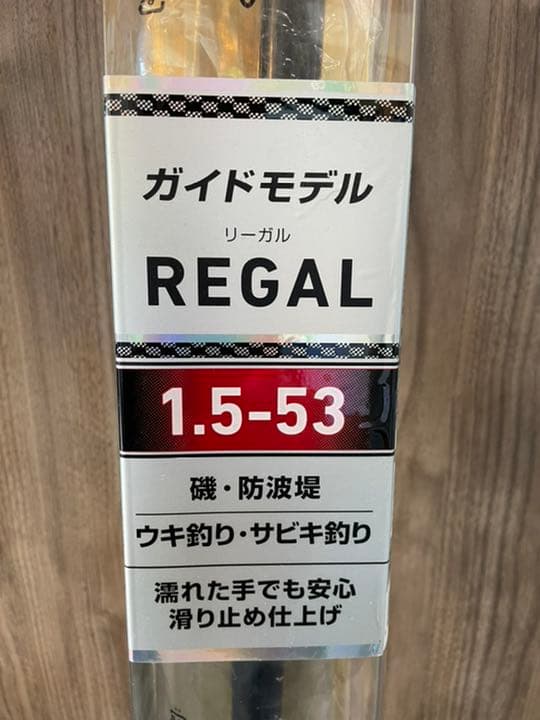 ガイドモデル
リーガル
REGAL
1.5-53
磯・防波堤
ウキ釣り・サビキ釣り
濡れた手でも安心
滑り止め仕上げ